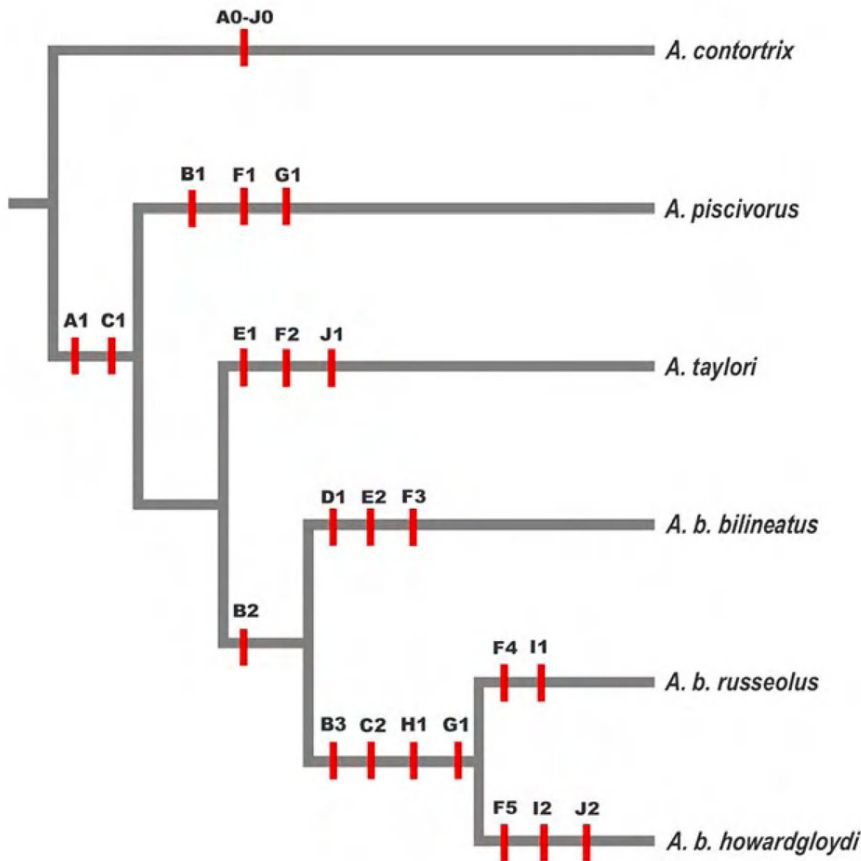 A0-J0
A. contortrix
B1 F1 G1
A. piscivorus
A1 C1
E1 F2 J1
A. taylori
D1 E2 F3
A. b. bilineatus
B2
F4 I1
A. b. russeolus
B3 C2 H1 G1
F5 I2 J2
A. b. howardgloydi